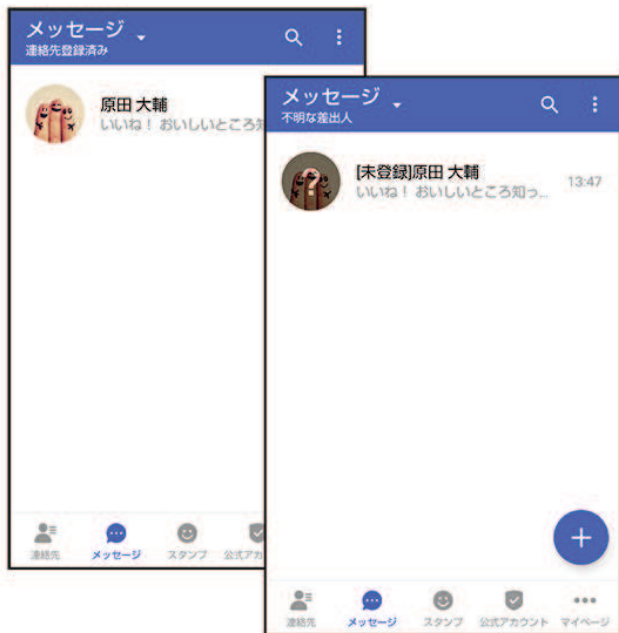 メッセージ
連絡先登録済み
原田 大輔
いいね! おいしいところ
連絡先
メッセージ
スタンプ
公式アカ
メッセージ
不明な差出人
[未登録]原田 大輔
いいね! おいしいところ知っ...
13:47
連絡先
メッセージ
スタンプ
公式アカウント
マイページ